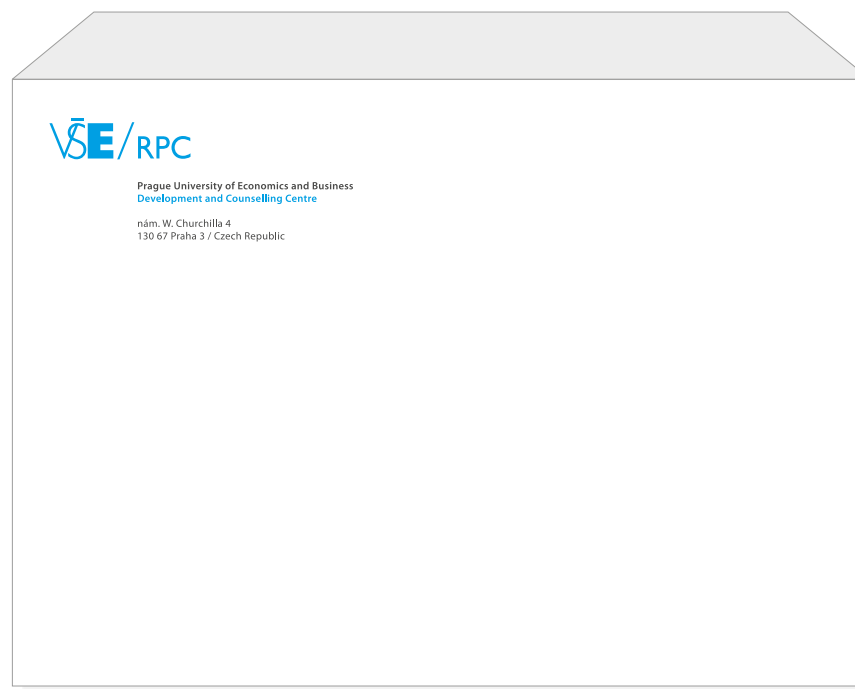 VŠE/RPC
Prague University of Economics and Business
Development and Counselling Centre
nám. W. Churchilla 4
130 67 Praha 3 / Czech Republic